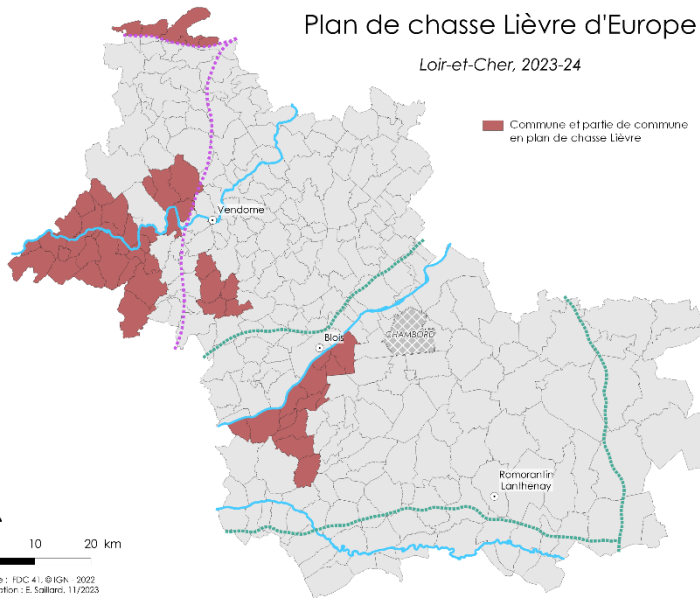 Plan de chasse Lièvre d'Europe
Loir-et-Cher, 2023-24
Commune et partie de commune
en plan de chasse Lièvre
Vendome
Blois
CHAMBORD
Romorantin
Lanthenay
10 20 km
: FDC 41, ©IGN - 2022
ation : E. Saillard, 11/2023